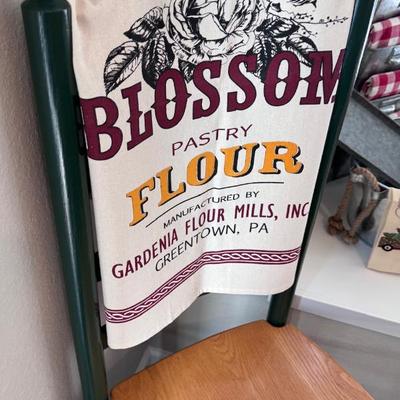 BLOSSOM
PASTRY
FLOUR
MANUFACTURED BY
GARDENIA FLOUR MILLS, INC
GREENTOWN, PA